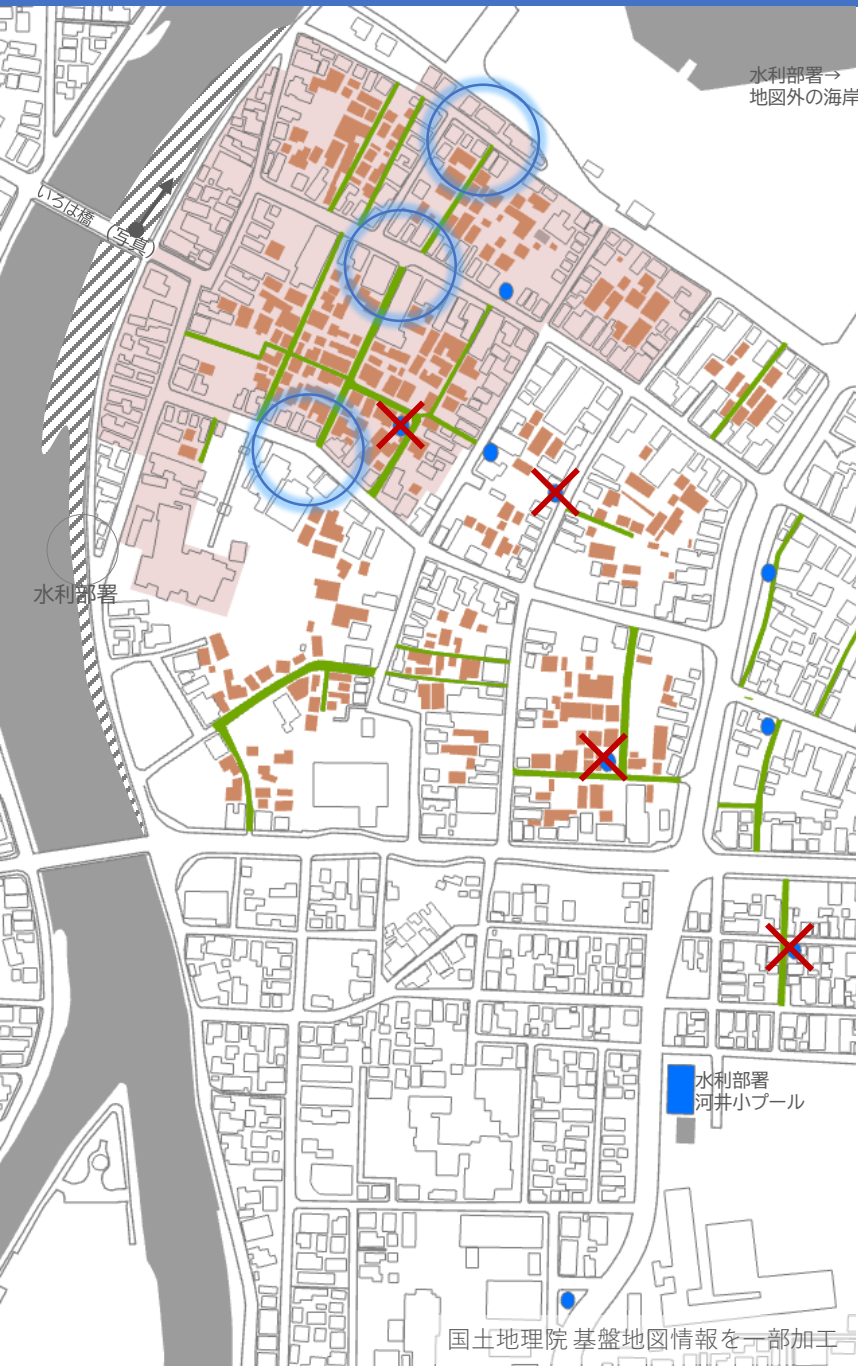 水利部署→
地図外の海岸
いろは橋
(写真)
水利部署
水利部署
河井小プール
国土地理院 基盤地図情報を一部加工